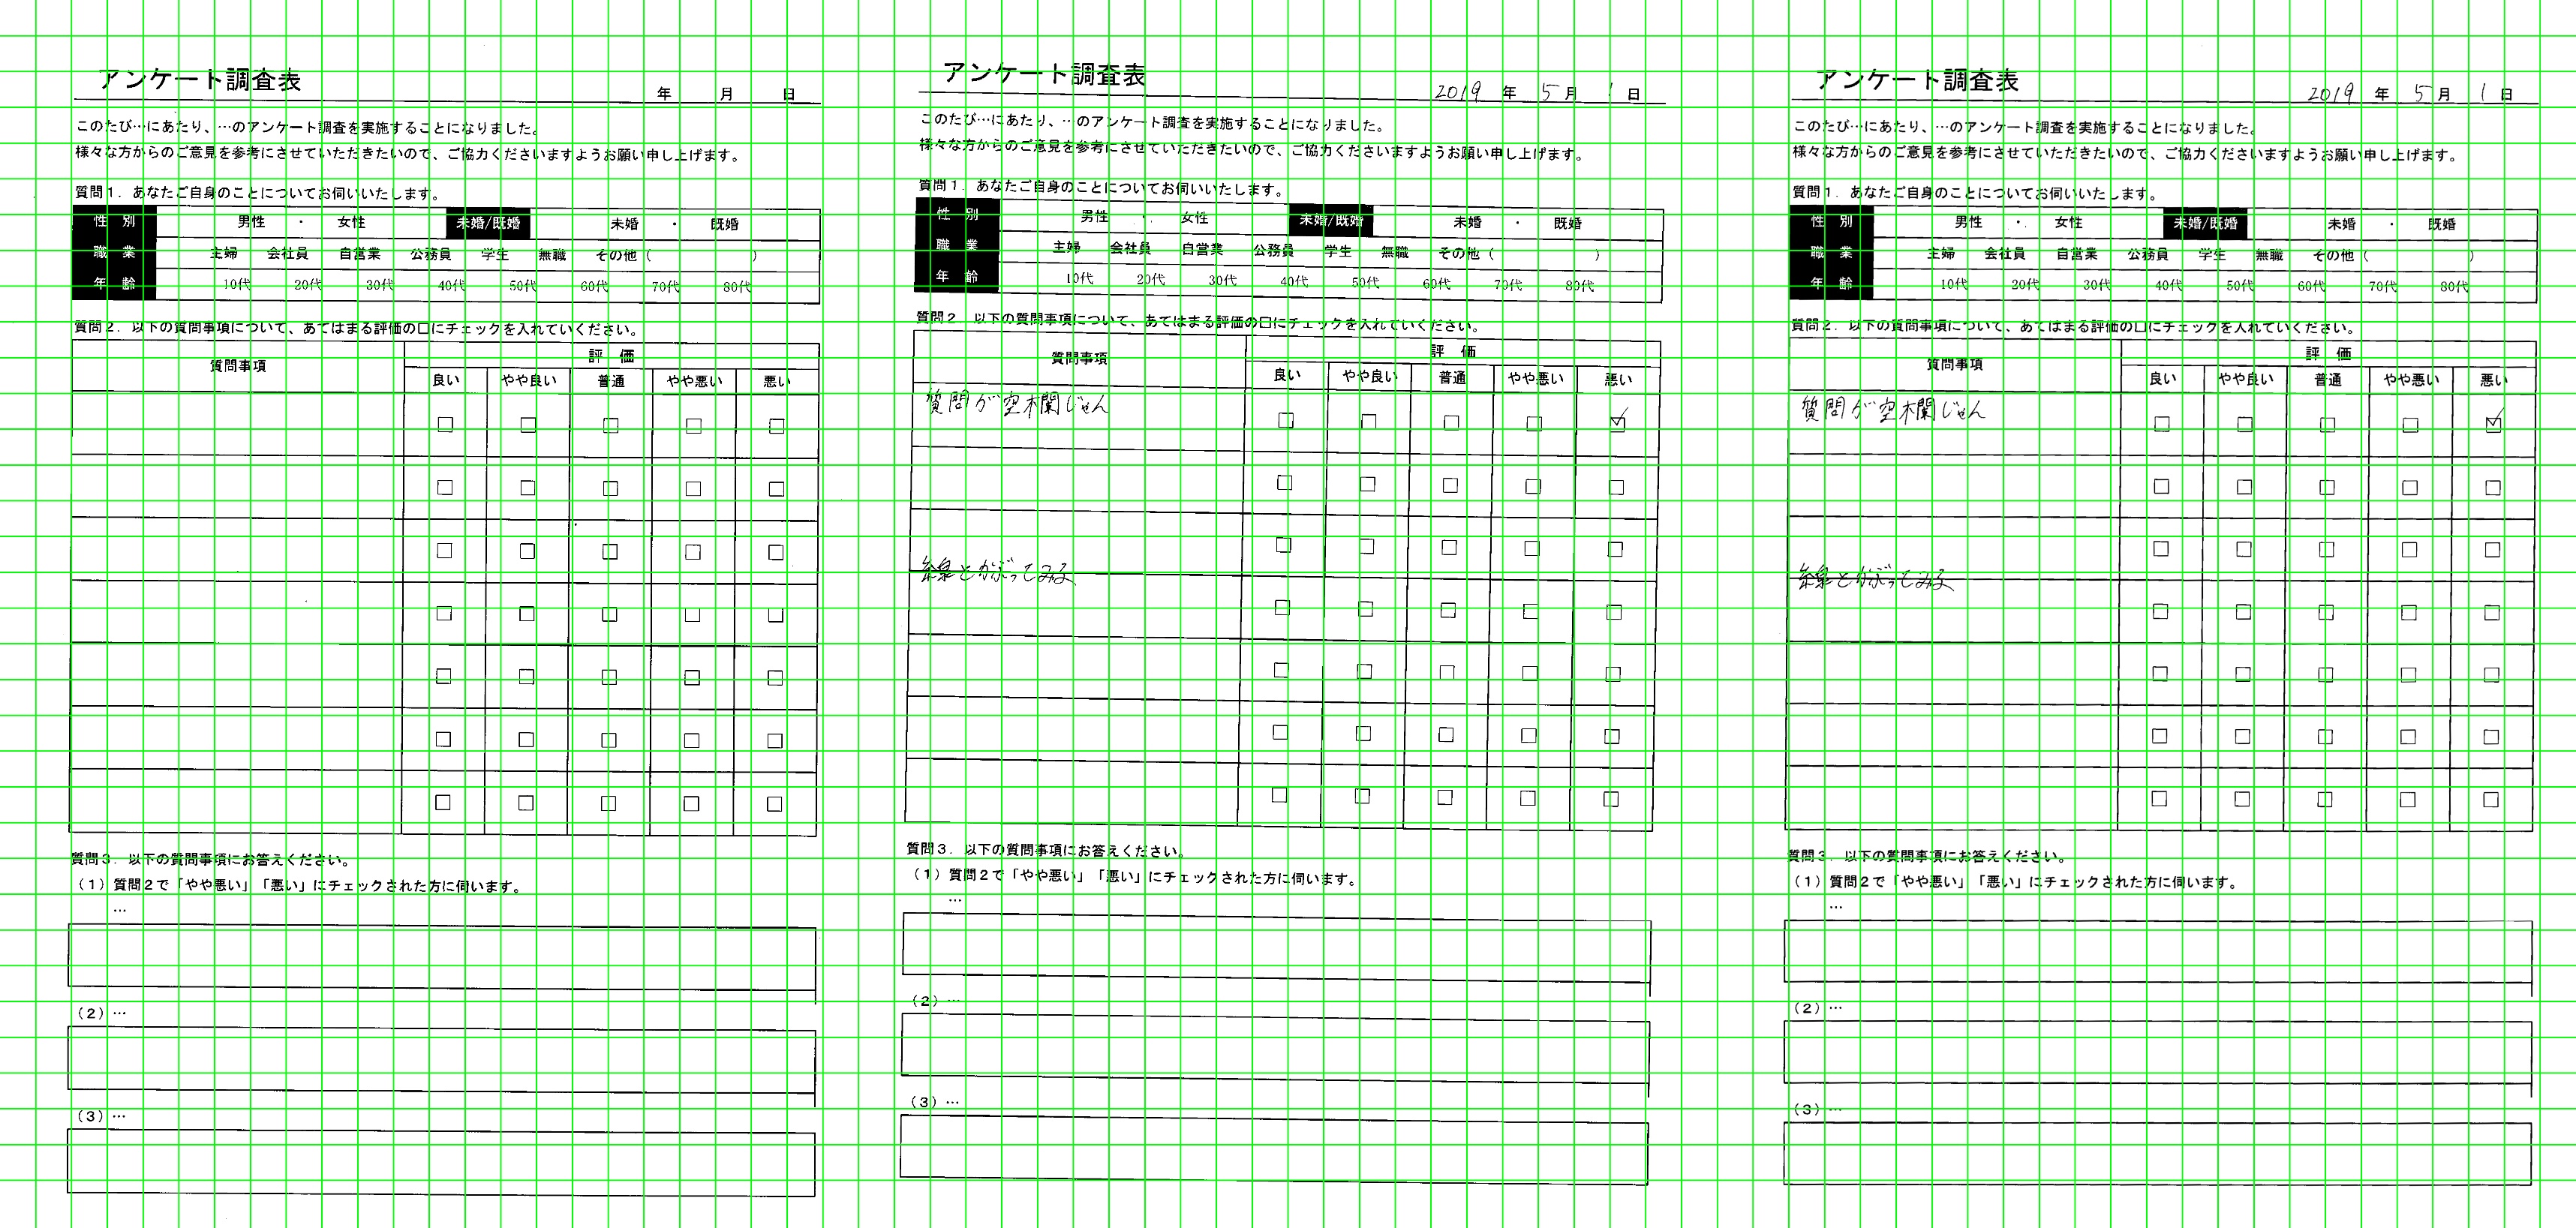 アンケート調査表
年 月 日
このたび…にあたり、…のアンケート調査を実施することになりました。
様々な方からのご意見を参考にさせていただきたいので、ご協力くださいますようお願い申し上げます。
質問1．あなたご自身のことについてお伺いいたします。
性 別 男性 ・ 女性 未婚/既婚 未婚 ・ 既婚
職 業 主婦 会社員 自営業 公務員 学生 無職 その他（ ）
年 齢 10代 20代 30代 40代 50代 60代 70代 80代
質問2．以下の質問事項について、あてはまる評価の口にチェックを入れていください。
質問事項 評 価
良い やや良い 普通 やや悪い 悪い
質問3．以下の質問事項にお答えください。
（1）質問2で「やや悪い」「悪い」にチェックされた方に伺います。
…
（2）…
（3）…
アンケート調査表
2019 年 5 月 1 日
このたび…にあたり、…のアンケート調査を実施することになりました。
様々な方からのご意見を参考にさせていただきたいので、ご協力くださいますようお願い申し上げます。
質問1．あなたご自身のことについてお伺いいたします。
性 別 男性 ・ 女性 未婚/既婚 未婚 ・ 既婚
職 業 主婦 会社員 自営業 公務員 学生 無職 その他（ ）
年 齢 10代 20代 30代 40代 50代 60代 70代 80代
質問2 以下の質問事項について、あてはまる評価の口にチェックを入れていください。
質問事項 評 価
良い やや良い 普通 やや悪い 悪い
質問が空欄じゃん
線とかぶってみる
質問3．以下の質問事項にお答えください。
（1）質問2で「やや悪い」「悪い」にチェックされた方に伺います。
…
（2）…
（3）…
アンケート調査表
2019 年 5 月 1 日
このたび…にあたり、…のアンケート調査を実施することになりました。
様々な方からのご意見を参考にさせていただきたいので、ご協力くださいますようお願い申し上げます。
質問1．あなたご自身のことについてお伺いいたします。
性 別 男性 ・ 女性 未婚/既婚 未婚 ・ 既婚
職 業 主婦 会社員 自営業 公務員 学生 無職 その他（ ）
年 齢 10代 20代 30代 40代 50代 60代 70代 80代
質問2．以下の質問事項について、あてはまる評価の口にチェックを入れていください。
質問事項 評 価
良い やや良い 普通 やや悪い 悪い
質問が空欄じゃん
線とかぶってみる
質問3．以下の質問事項にお答えください。
（1）質問2で「やや悪い」「悪い」にチェックされた方に伺います。
…
（2）…
（3）…